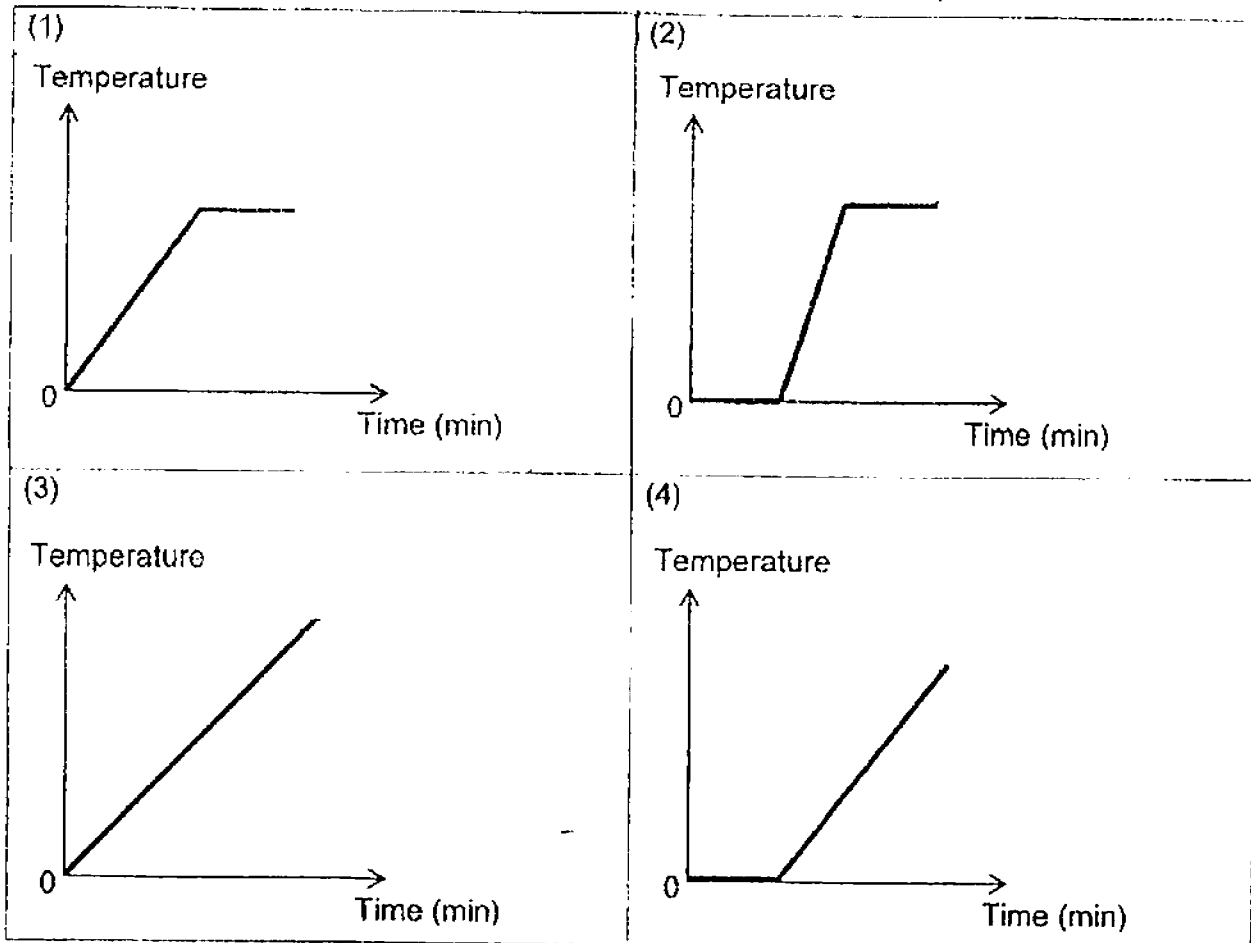 (1)
Temperature
0
Time (min)
(2)
Temperature
0
Time (min)
(3)
Temperature
0
Time (min)
(4)
Temperature
0
Time (min)